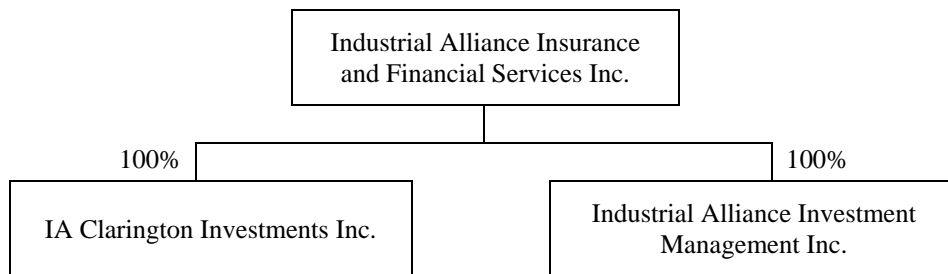 Industrial Alliance Insurance
and Financial Services Inc.
100%
100%
IA Clarington Investments Inc.
Industrial Alliance Investment
Management Inc.